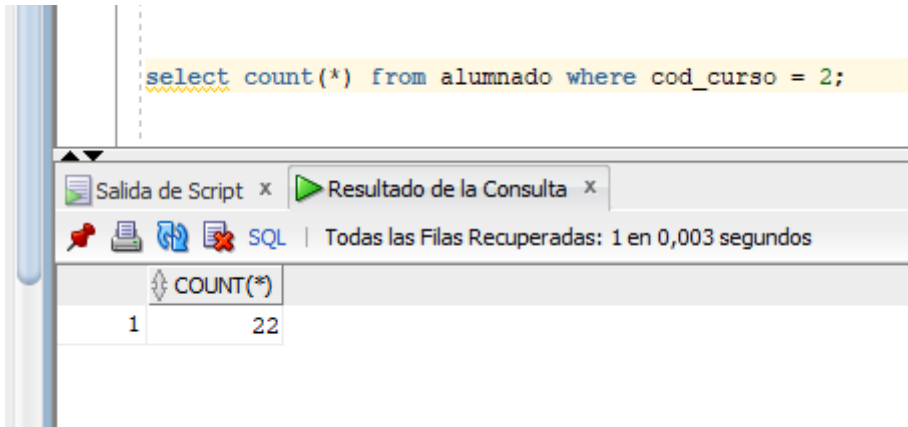 select count(*) from alumnado where cod_curso = 2;
Salida de Script x Resultado de la Consulta x
SQL | Todas las Filas Recuperadas: 1 en 0,003 segundos
COUNT(*)
1 22